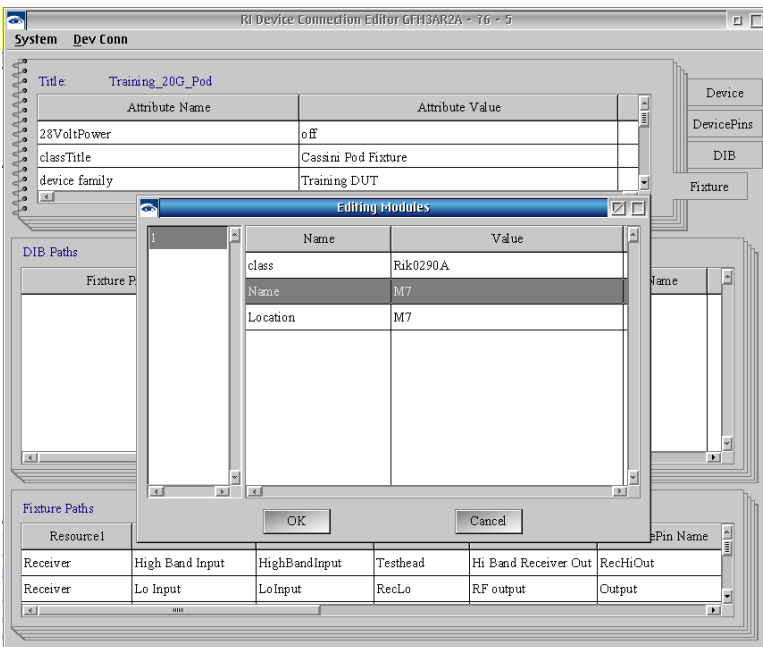 RI Device Connection Editor GFH3AR2A - 76 - 5
System Dev Conn
Title: Training_20G_Pod
Device
DevicePins
DIB
Fixture
Attribute Name Attribute Value
28VoltPower off
classTitle Cassini Pod Fixture
device family Training DUT
Editing Modules
1
Name Value
class Rik0290A
Name M7
Location M7
OK Cancel
DIB Paths
Fixture P Name
Fixture Paths
Resource1 ePin Name
Receiver High Band Input HighBandInput Testhead Hi Band Receiver Out RecHiOut
Receiver Lo Input LoInput RecLo RF output Output